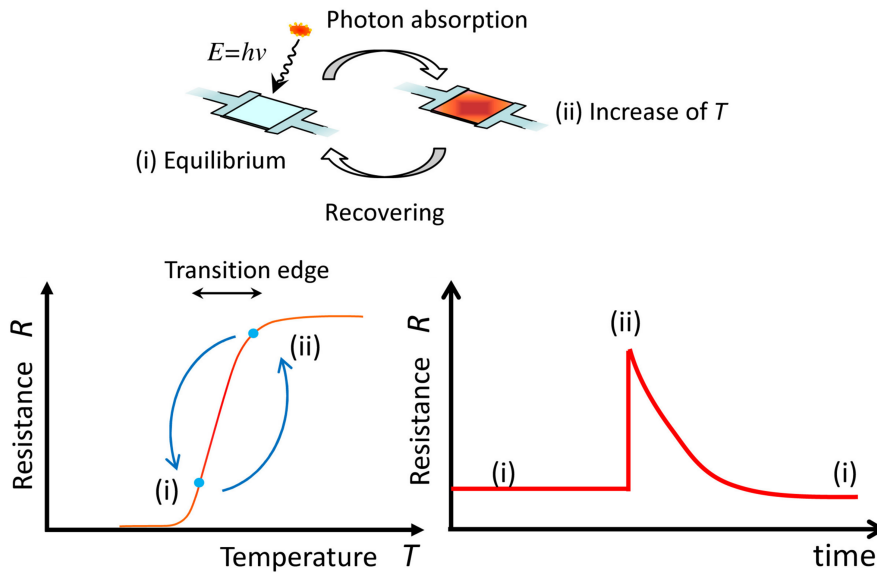 Photon absorption
E=hν
(ii) Increase of T
(i) Equilibrium
Recovering
Transition edge
Resistance R
(ii)
(i)
Temperature T
Resistance R
(ii)
(i)
(i)
time